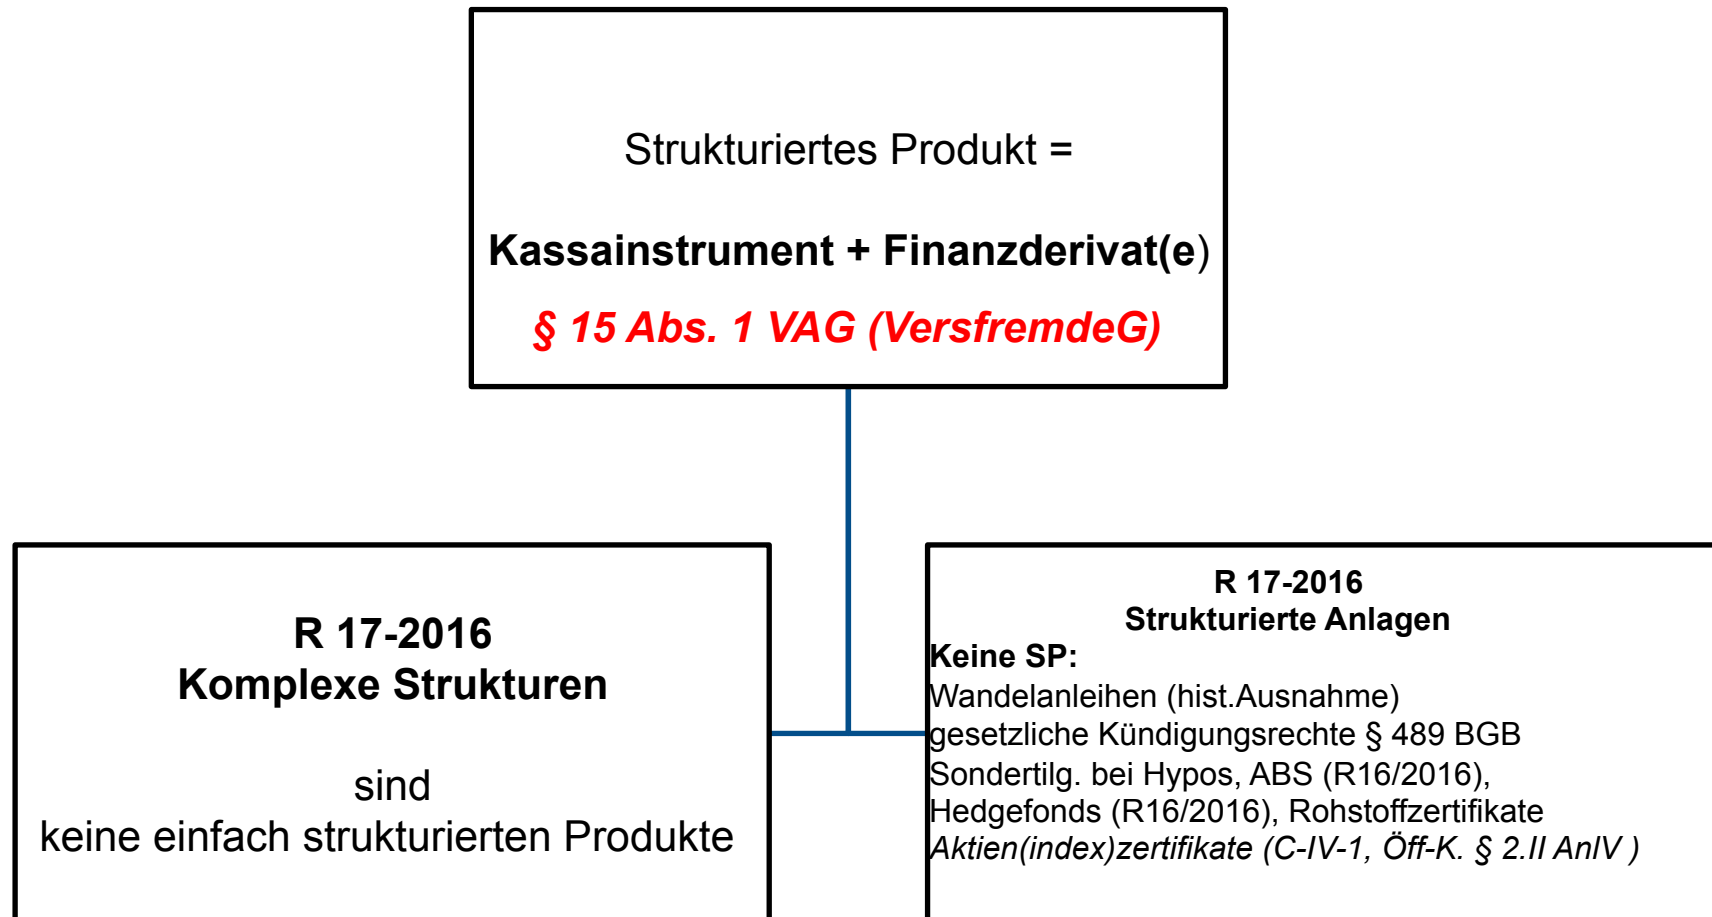 Strukturiertes Produkt =
Kassainstrument + Finanzderivat(e)
§ 15 Abs. 1 VAG (VersfremdeG)
R 17-2016
Komplexe Strukturen
sind
keine einfach strukturierten Produkte
R 17-2016
Strukturierte Anlagen
Keine SP:
Wandelanleihen (hist.Ausnahme)
gesetzliche Kündigungsrechte § 489 BGB
Sondertilg. bei Hypos, ABS (R16/2016),
Hedgefonds (R16/2016), Rohstoffzertifikate
Aktien(index)zertifikate (C-IV-1, Öff-K. § 2.II AnlV )